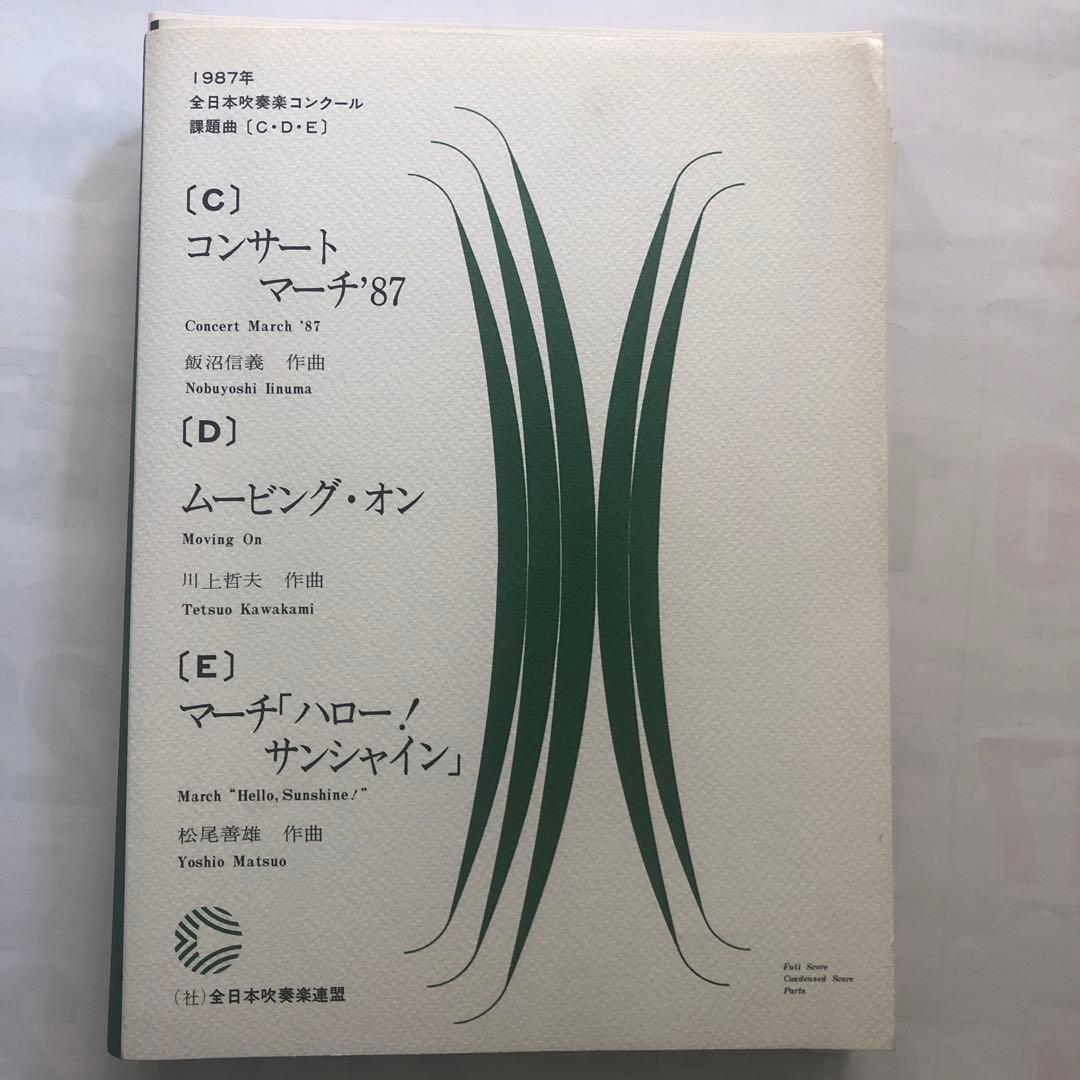 1987年
全日本吹奏楽コンクール
課題曲〔C・D・E〕
〔C〕
コンサート
マーチ'87
Concert March '87
飯沼信義 作曲
Nobuyoshi Iinuma
〔D〕
ムービング・オン
Moving On
川上哲夫 作曲
Tetsuo Kawakami
〔E〕
マーチ「ハロー!
サンシャイン」
March “Hello, Sunshine!”
松尾善雄 作曲
Yoshio Matsuo
(社)全日本吹奏楽連盟
Full Score
Condensed Score
Parts